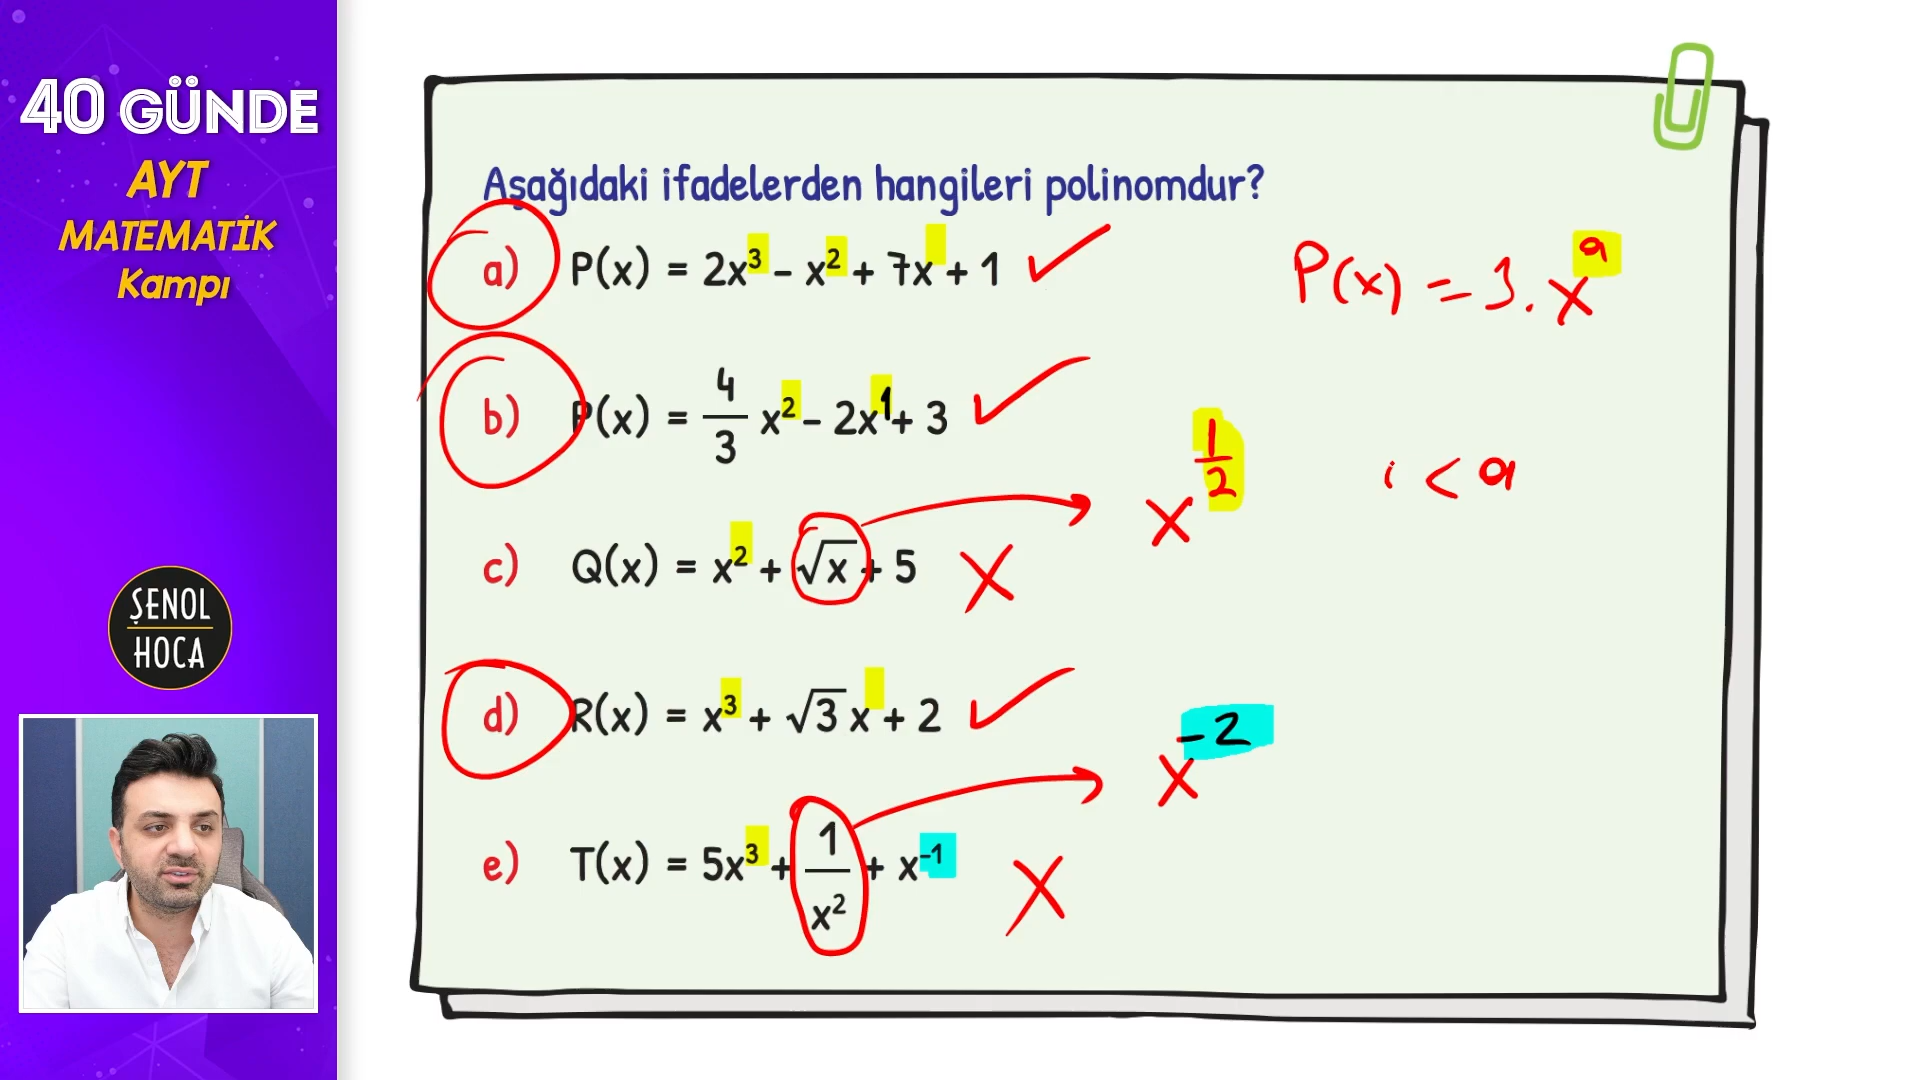 40 GÜNDE
AYT
MATEMATİK
Kampı
ŞENOL
HOCA
Aşağıdaki ifadelerden hangileri polinomdur?
a) P(x) = 2x³ - x² + 7x + 1
P(x) = 3.x^a
b) P(x) = 4/3 x² - 2x¹ + 3
x^(1/2)
< a
c) Q(x) = x² + √x + 5
d) R(x) = x³ + √3 x + 2
x⁻²
e) T(x) = 5x³ + 1/x² + x⁻¹